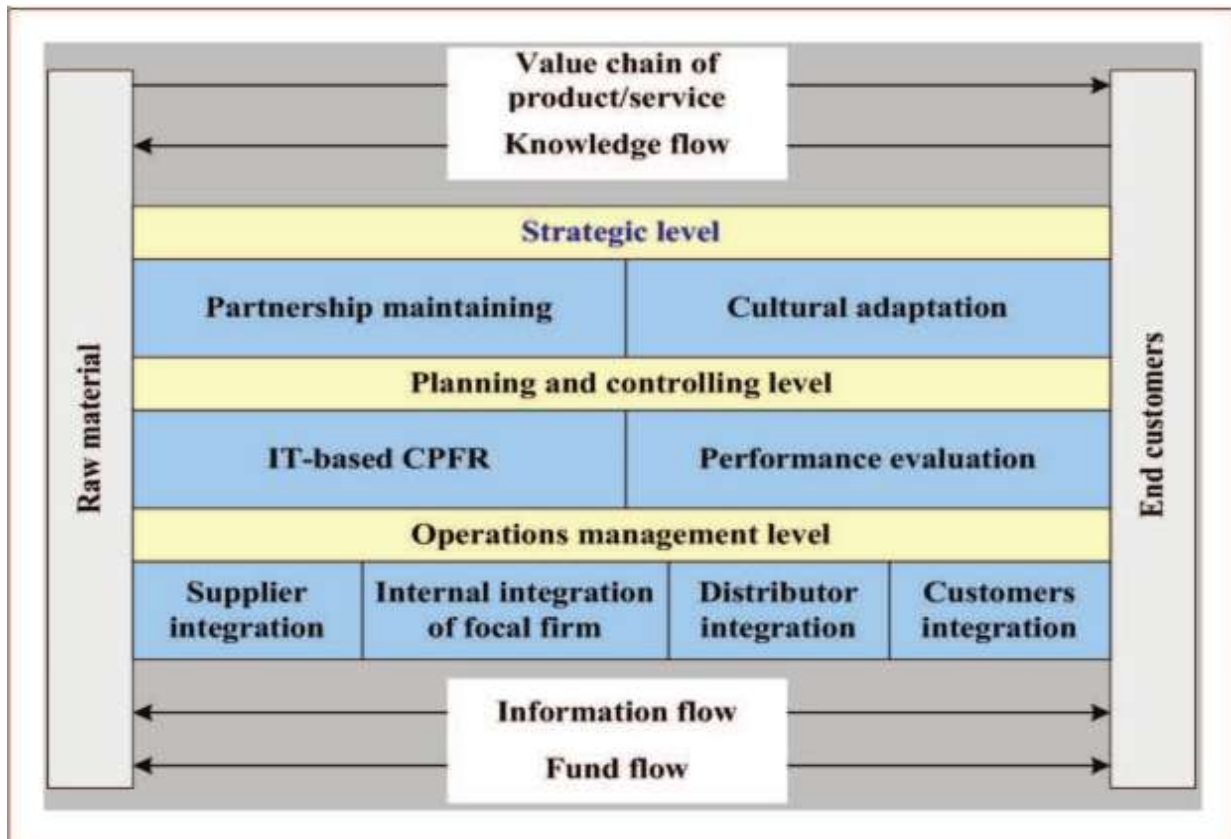 Value chain of
product/service
Knowledge flow
Strategic level
Partnership maintaining
Cultural adaptation
Planning and controlling level
IT-based CPFR
Performance evaluation
Operations management level
Supplier
integration
Internal integration
of focal firm
Distributor
integration
Customers
integration
Information flow
Fund flow
Raw material
End customers